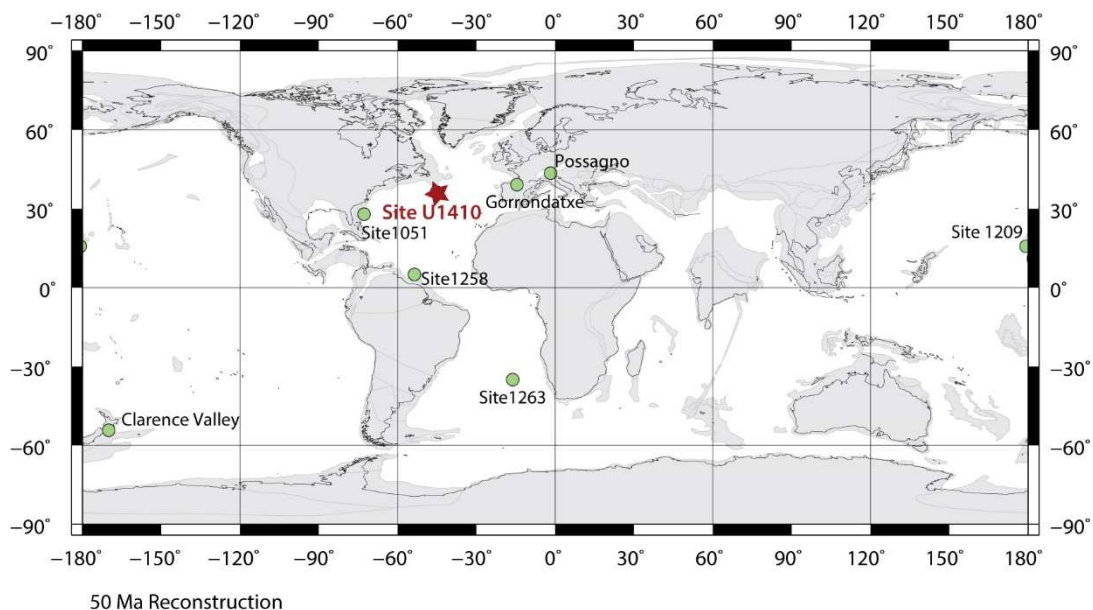 −180˚ −150˚ −120˚ −90˚ −60˚ −30˚ 0˚ 30˚ 60˚ 90˚ 120˚ 150˚ 180˚
90˚ 90˚
60˚ 60˚
Possagno
Gorrondatxe
30˚ Site U1410 30˚
Site1051 Site 1209
Site1258
0˚ 0˚
−30˚ −30˚
Site1263
Clarence Valley
−60˚ −60˚
−90˚ −90˚
−180˚ −150˚ −120˚ −90˚ −60˚ −30˚ 0˚ 30˚ 60˚ 90˚ 120˚ 150˚ 180˚
50 Ma Reconstruction